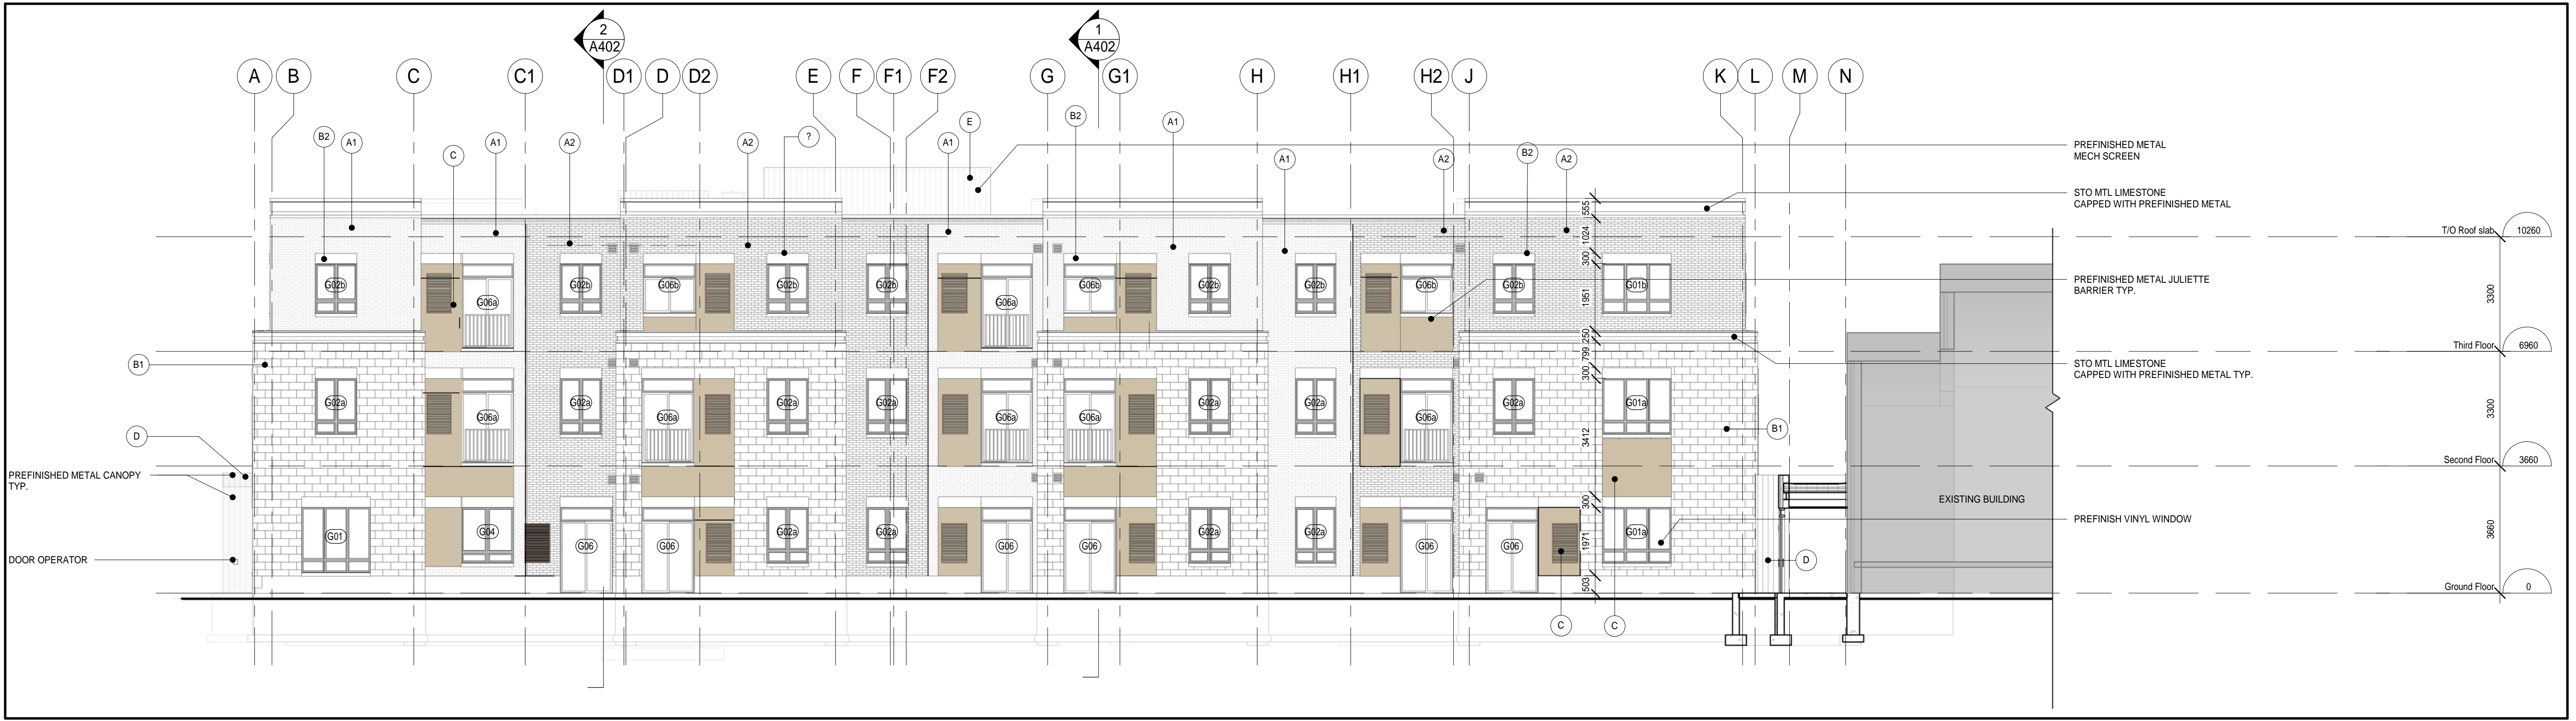 2
A402
1
A402
A
B
C
C1
D1
D
D2
E
F
F1
F2
G
G1
H
H1
H2
J
K
L
M
N
B2
A1
C
A1
A2
A2
?
A1
E
B2
A1
A1
A2
B2
A2
PREFINISHED METAL
MECH SCREEN
STO MTL LIMESTONE
CAPPED WITH PREFINISHED METAL
T/O Roof slab
10260
3300
PREFINISHED METAL JULIETTE
BARRIER TYP.
555
1024
300
1951
250
799
300
3412
300
1971
503
G02b
G06a
G02b
G06b
G02b
G02b
G06a
G06b
G02b
G02b
G06b
G02b
G01b
Third Floor
6960
B1
STO MTL LIMESTONE
CAPPED WITH PREFINISHED METAL TYP.
3300
G02a
G06a
G02a
G06a
G02a
G02a
G06a
G06a
G02a
G02a
G06a
G02a
G01a
B1
D
Second Floor
3660
PREFINISHED METAL CANOPY
TYP.
EXISTING BUILDING
PREFINISH VINYL WINDOW
3660
G01
G04
G06
G06
G02a
G02a
G06
G06
G02a
G02a
G06
G06
G01a
DOOR OPERATOR
D
Ground Floor
0
C
C